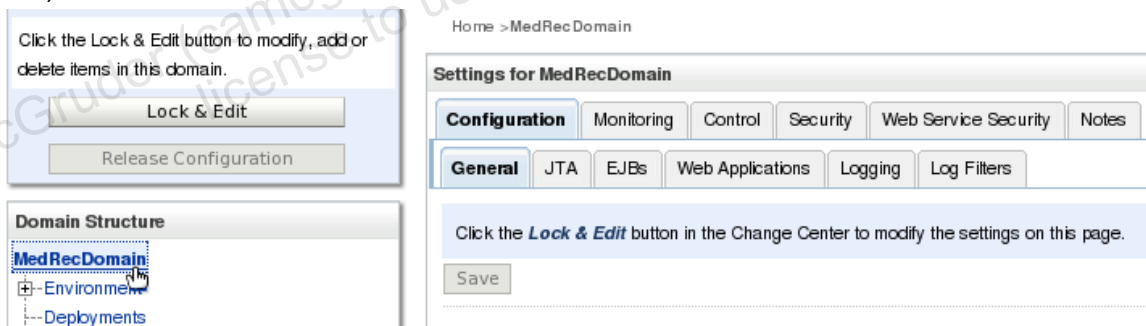 Click the Lock & Edit button to modify, add or
delete items in this domain.
Lock & Edit
Release Configuration
Domain Structure
MedRecDomain
Environment
Deployments
Home >MedRecDomain
Settings for MedRecDomain
Configuration Monitoring Control Security Web Service Security Notes
General JTA EJBs Web Applications Logging Log Filters
Click the Lock & Edit button in the Change Center to modify the settings on this page.
Save
license to